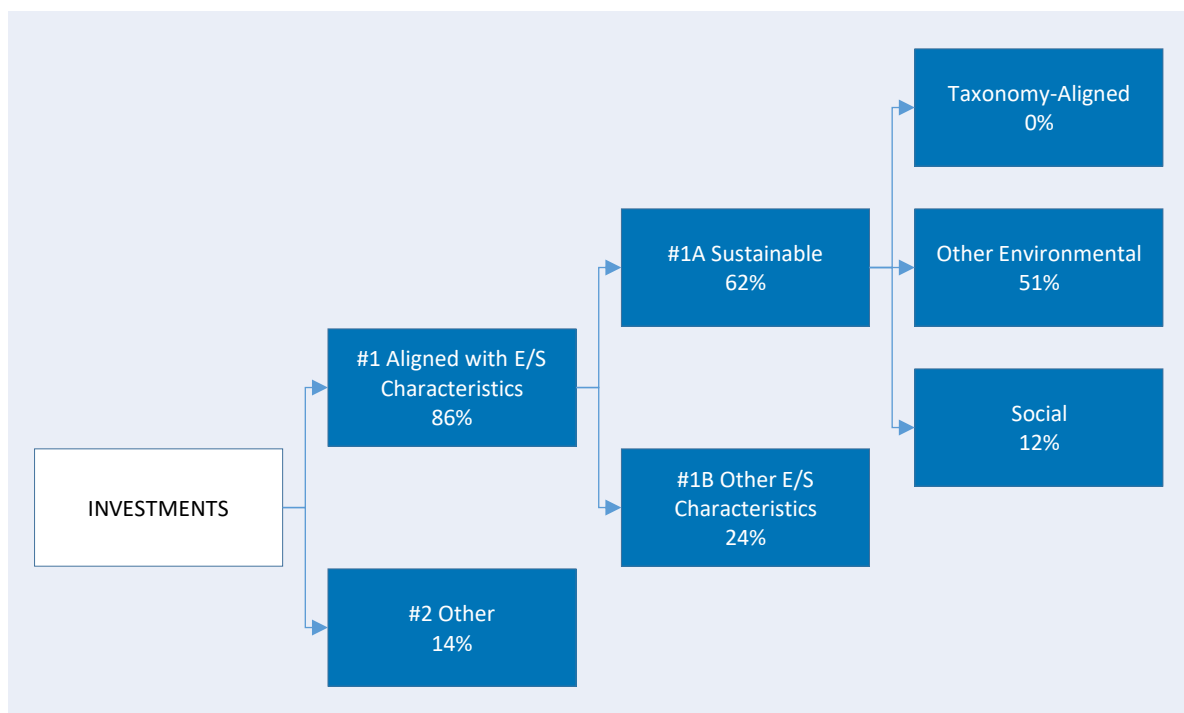 INVESTMENTS
#1 Aligned with E/S
Characteristics
86%
#2 Other
14%
#1A Sustainable
62%
#1B Other E/S
Characteristics
24%
Taxonomy-Aligned
0%
Other Environmental
51%
Social
12%